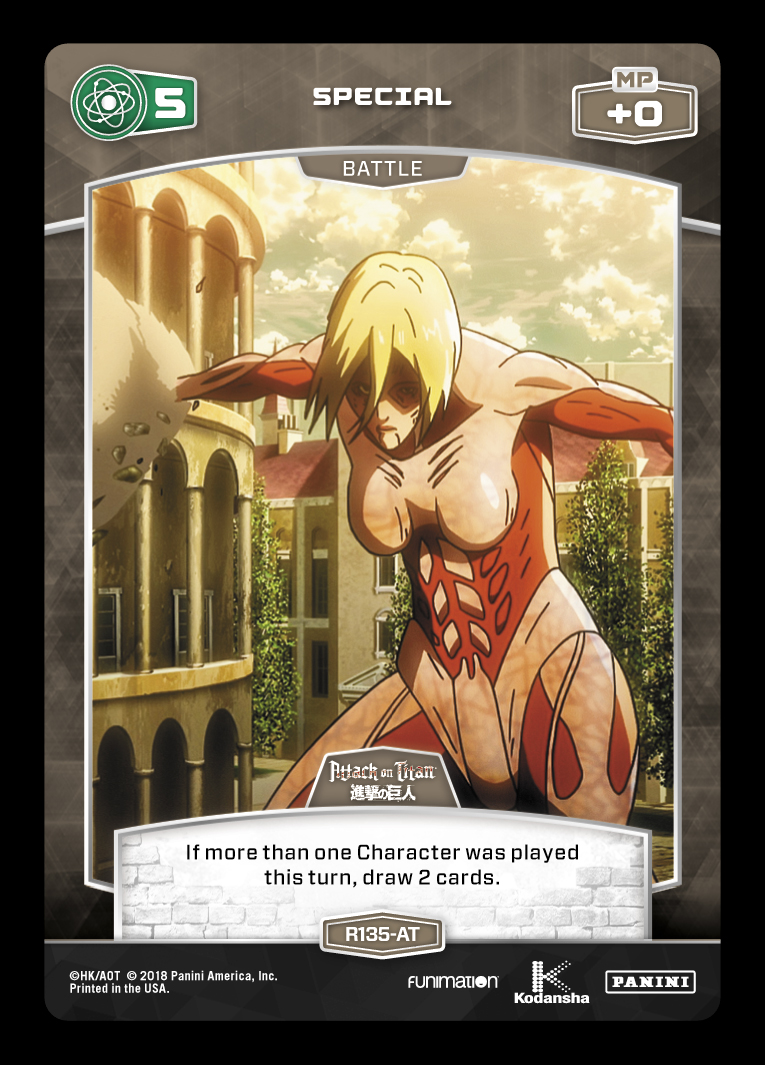 5
SPECIAL
MP
+0
BATTLE
Attack on Titan
進撃の巨人
If more than one Character was played
this turn, draw 2 cards.
R135-AT
©HK/AOT © 2018 Panini America, Inc.
Printed in the USA.
FUNIMATION
Kodansha
PANINI